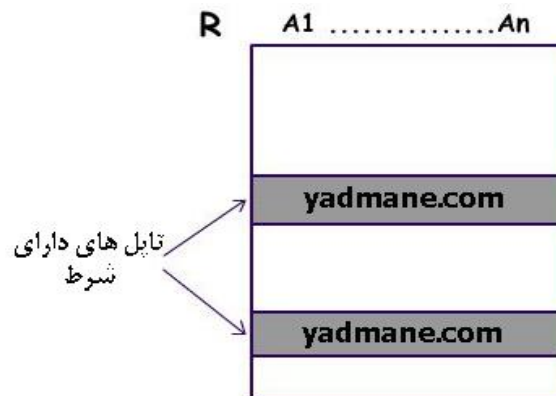 R A1 ..............An
yadmane.com
تاپل های دارای
شرط
yadmane.com